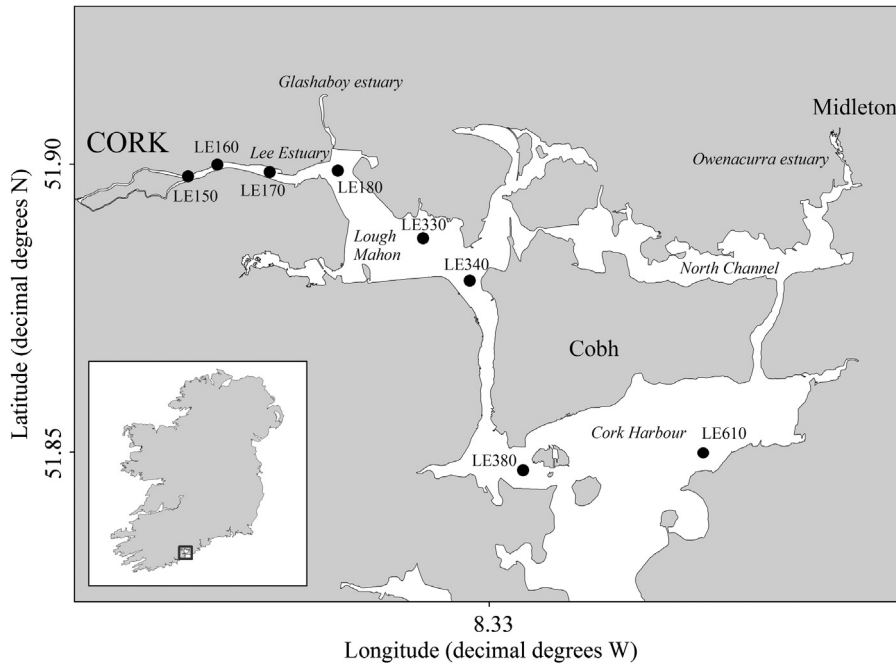 Glashaboy estuary
Midleton
CORK
LE160
Lee Estuary
Owenacurra estuary
51.90
LE150
LE170
LE180
LE330
Lough
Mahon
LE340
North Channel
Latitude (decimal degrees N)
Cobh
Cork Harbour
LE610
51.85
LE380
8.33
Longitude (decimal degrees W)